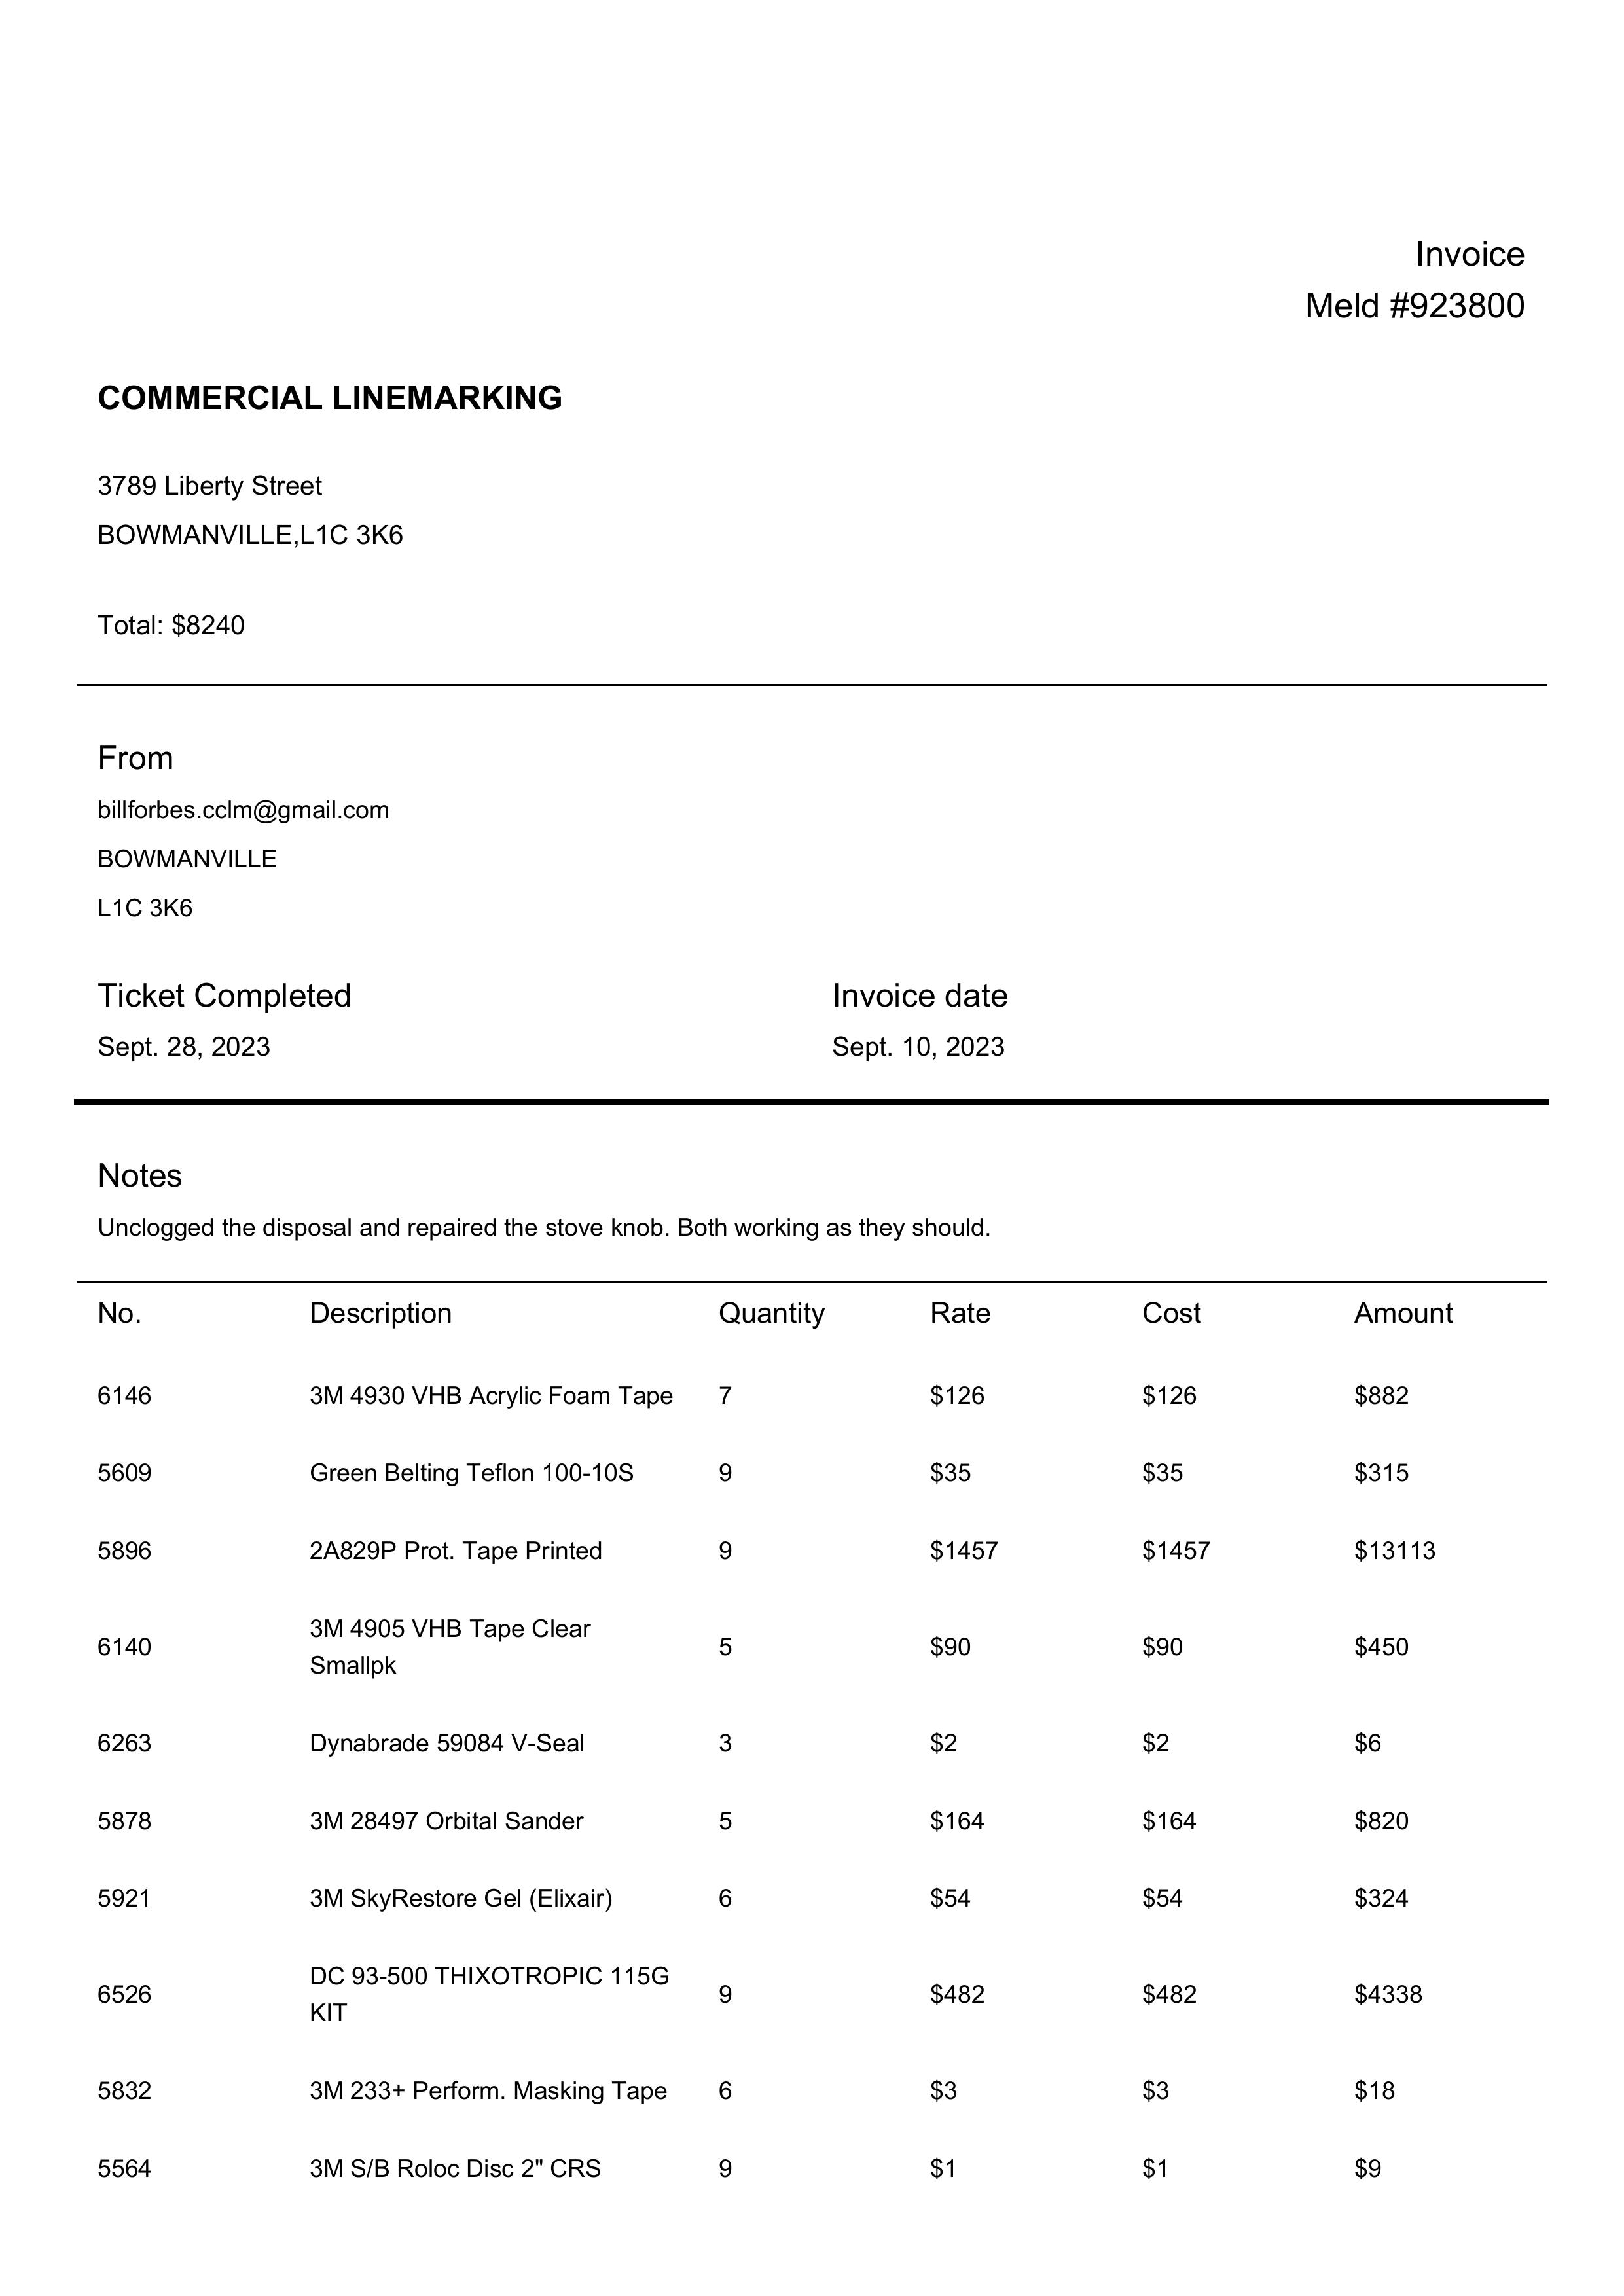 Invoice
Meld #923800
COMMERCIAL LINEMARKING
3789 Liberty Street
BOWMANVILLE,L1C 3K6
Total: $8240
From
billforbes.cclm@gmail.com
BOWMANVILLE
L1C 3K6
Ticket Completed Invoice date
Sept. 28, 2023 Sept. 10, 2023
Notes
Unclogged the disposal and repaired the stove knob. Both working as they should.
No. Description Quantity Rate Cost Amount
6146 3M 4930 VHB Acrylic Foam Tape 7 $126 $126 $882
5609 Green Belting Teflon 100-10S 9 $35 $35 $315
5896 2A829P Prot. Tape Printed 9 $1457 $1457 $13113
3M 4905 VHB Tape Clear
6140 5 $90 $90 $450
Smallpk
6263 Dynabrade 59084 V-Seal 3 $2 $2 $6
5878 3M 28497 Orbital Sander 5 $164 $164 $820
5921 3M SkyRestore Gel (Elixair) 6 $54 $54 $324
DC 93-500 THIXOTROPIC 115G
6526 9 $482 $482 $4338
KIT
5832 3M 233+ Perform. Masking Tape 6 $3 $3 $18
5564 3M S/B Roloc Disc 2" CRS 9 $1 $1 $9